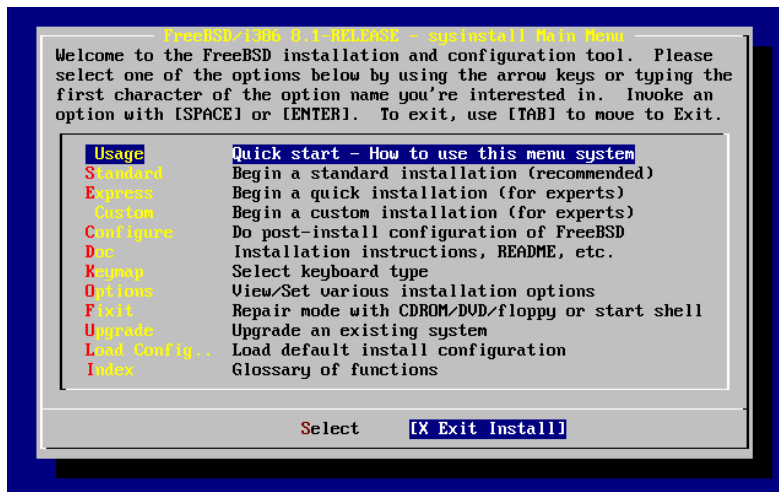 FreeBSD/i386 8.1-RELEASE - sysinstall Main Menu
Welcome to the FreeBSD installation and configuration tool.  Please
select one of the options below by using the arrow keys or typing the
first character of the option name you're interested in.  Invoke an
option with [SPACE] or [ENTER].  To exit, use [TAB] to move to Exit.
Usage Quick start - How to use this menu system
Standard Begin a standard installation (recommended)
Express Begin a quick installation (for experts)
Custom Begin a custom installation (for experts)
Configure Do post-install configuration of FreeBSD
Doc Installation instructions, README, etc.
Keymap Select keyboard type
Options View/Set various installation options
Fixit Repair mode with CDROM/DVD/floppy or start shell
Upgrade Upgrade an existing system
Load Config.. Load default install configuration
Index Glossary of functions
Select [X Exit Install]